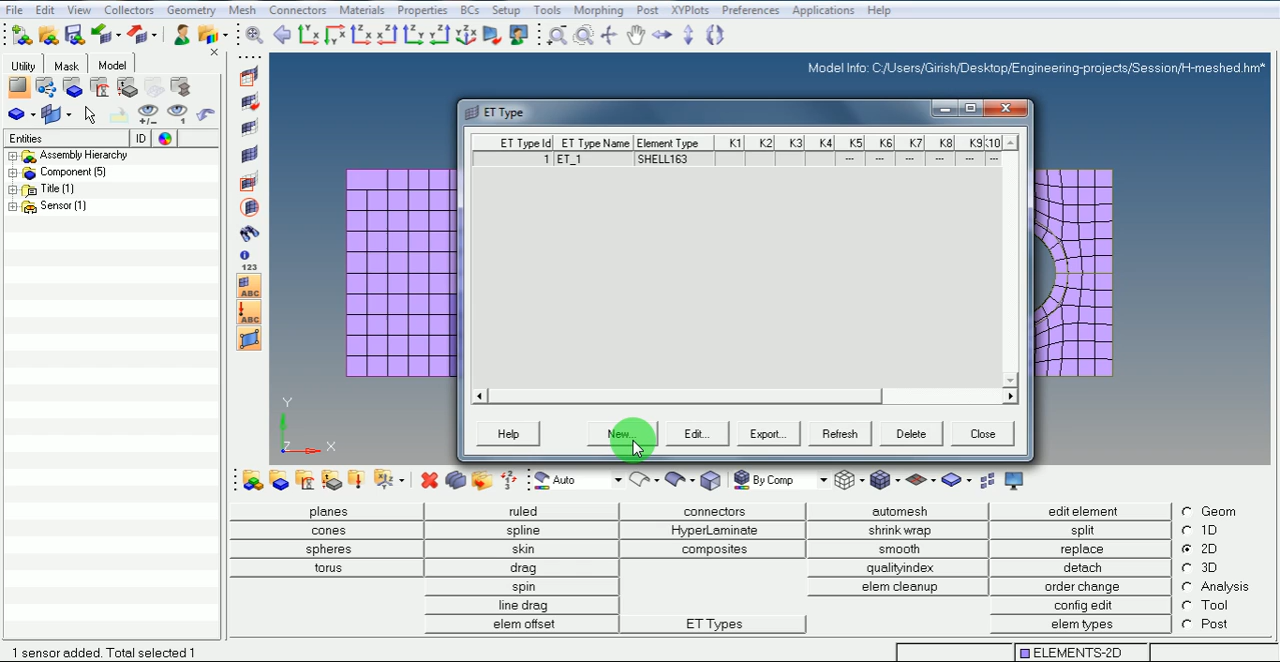 File Edit View Collectors Geometry Mesh Connectors Materials Properties BCs Setup Tools Morphing Post XYPlots Preferences Applications Help
Utility Mask Model
Model Info: C:/Users/Girish/Desktop/Engineering-projects/Session/H-meshed.hm*
Entities ID
Assembly Hierarchy
Component (5)
Title (1)
Sensor (1)
123
ABC
ABC
ET Type
ET Type Id ET Type Name Element Type K1 K2 K3 K4 K5 K6 K7 K8 K9 :10
1 ET_1 SHELL163 --- --- --- --- --- ---
Help New... Edit... Export... Refresh Delete Close
Y
Z X
Auto By Comp
planes ruled connectors automesh edit element Geom
cones spline HyperLaminate shrink wrap split 1D
spheres skin composites smooth replace 2D
torus drag qualityindex detach 3D
spin elem cleanup order change Analysis
line drag config edit Tool
elem offset ET Types elem types Post
1 sensor added. Total selected 1 ELEMENTS-2D